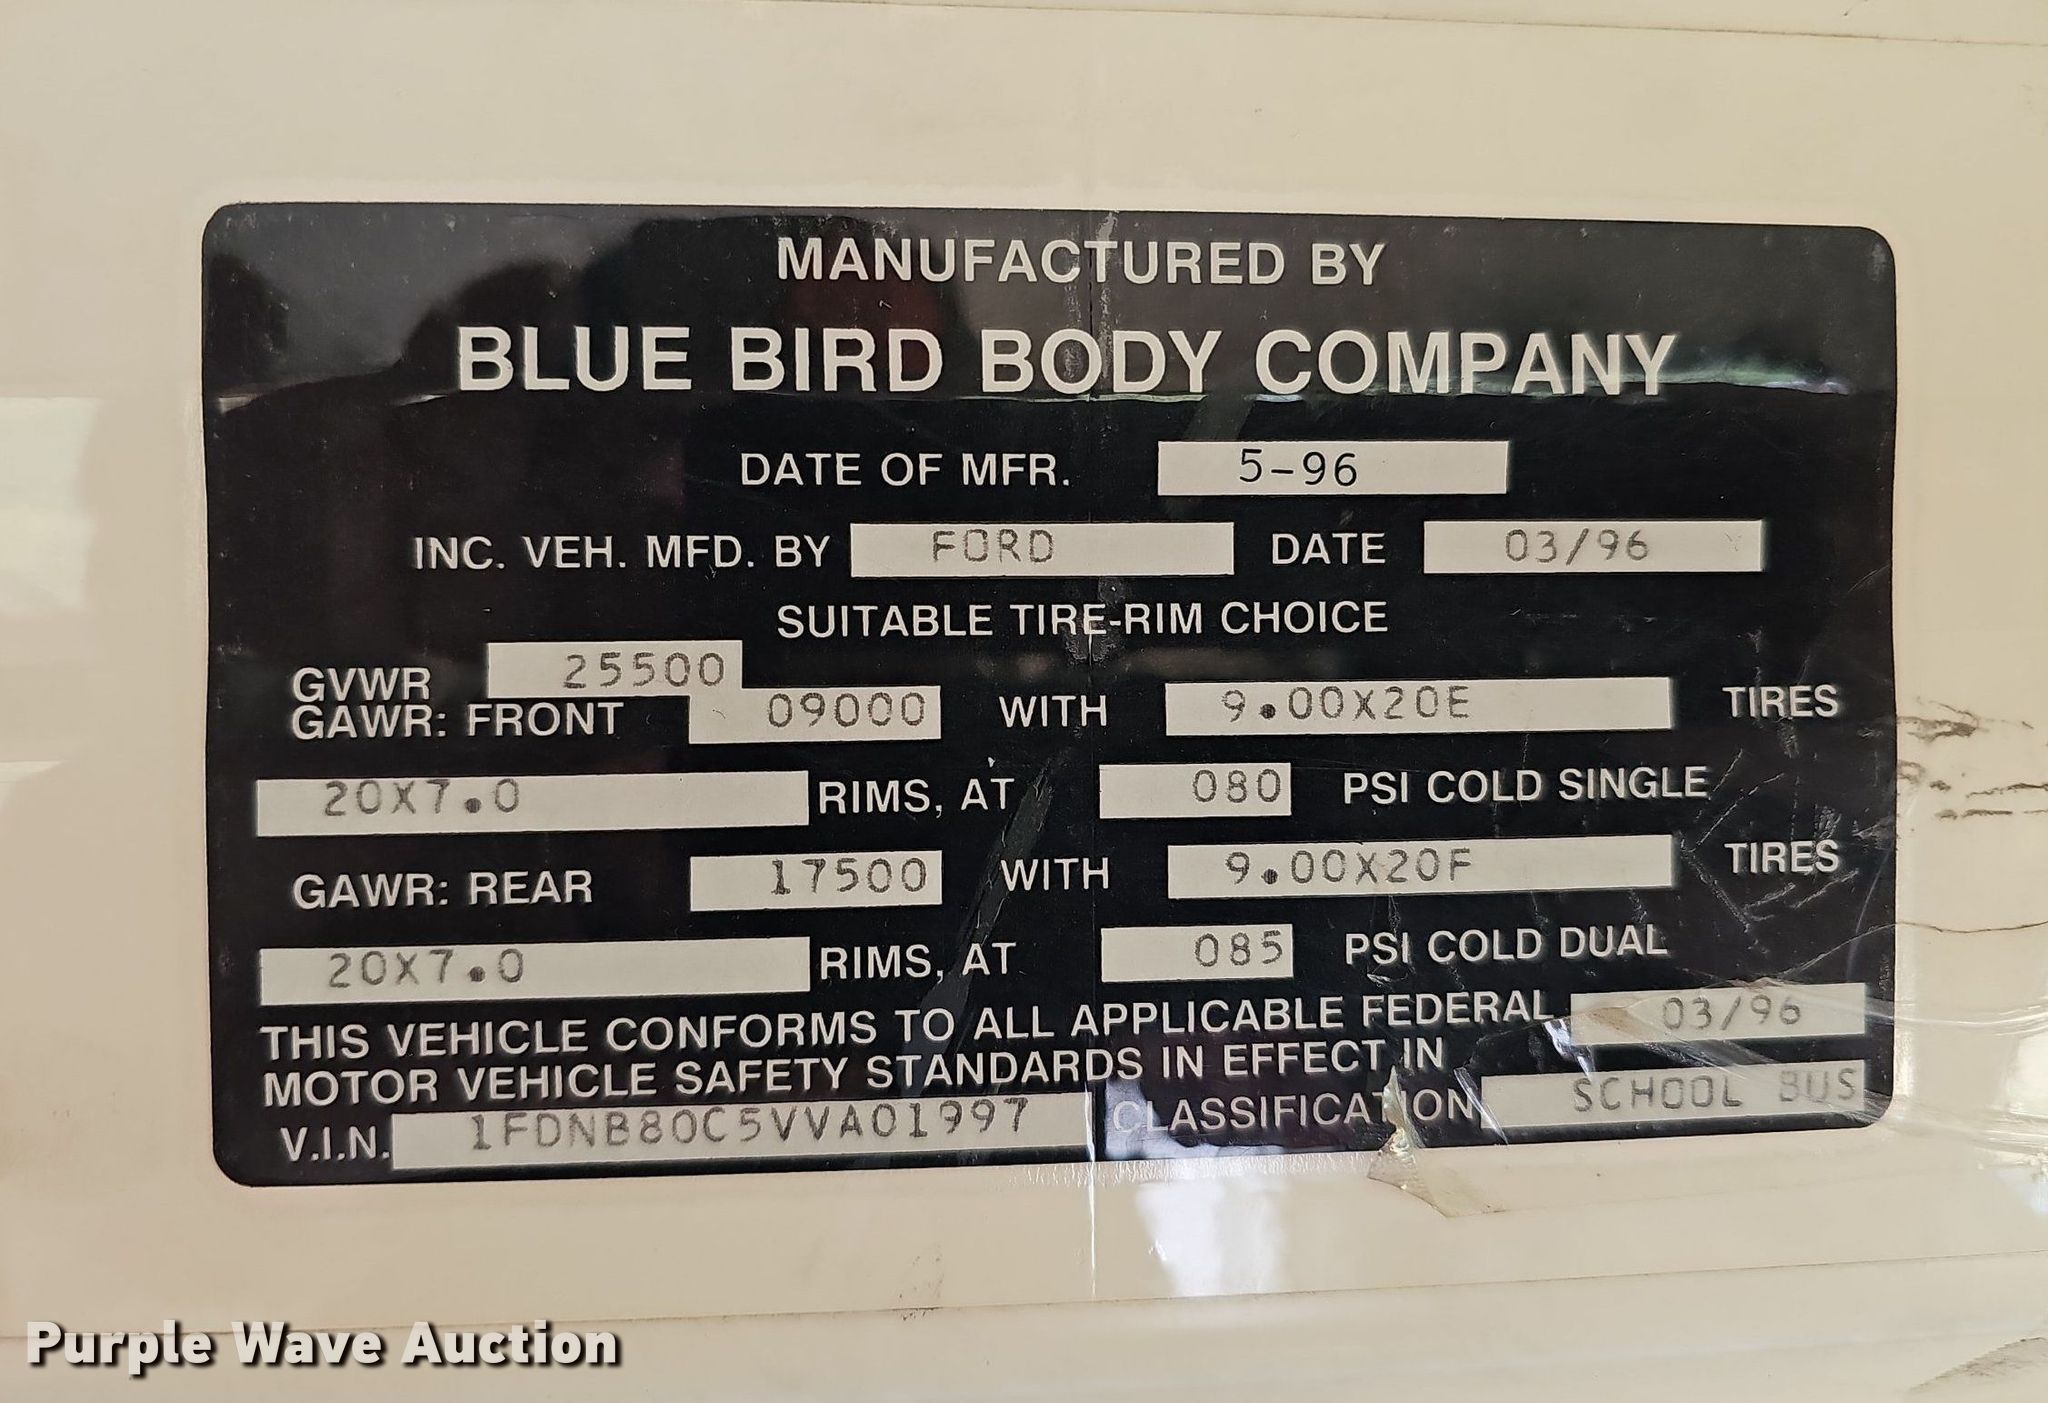 MANUFACTURED BY
BLUE BIRD BODY COMPANY
DATE OF MFR. 5-96
INC. VEH. MFD. BY FORD DATE 03/96
SUITABLE TIRE-RIM CHOICE
GVWR 25500
GAWR: FRONT 09000 WITH 9.00X20E TIRES
20X7.0 RIMS, AT 080 PSI COLD SINGLE
GAWR: REAR 17500 WITH 9.00X20F TIRES
20X7.0 RIMS, AT 085 PSI COLD DUAL
THIS VEHICLE CONFORMS TO ALL APPLICABLE FEDERAL 03/96
MOTOR VEHICLE SAFETY STANDARDS IN EFFECT IN
V.I.N. 1FDNB80C5VVA01997 CLASSIFICATION SCHOOL BUS
Purple Wave Auction